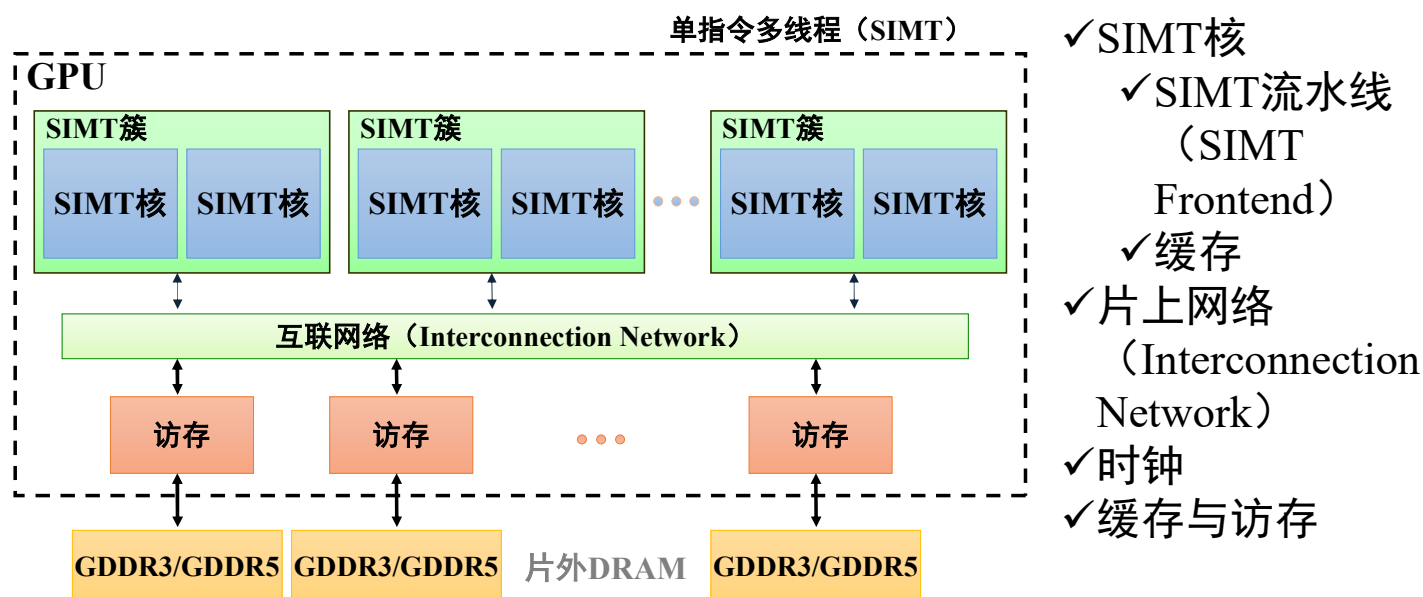 单指令多线程（SIMT）
GPU
SIMT簇
SIMT核 SIMT核
SIMT簇
SIMT核 SIMT核
SIMT簇
SIMT核 SIMT核
互联网络（Interconnection Network）
访存 访存 访存
GDDR3/GDDR5 GDDR3/GDDR5 片外DRAM GDDR3/GDDR5
✓SIMT核
✓SIMT流水线
（SIMT
Frontend）
✓缓存
✓片上网络
（Interconnection
Network）
✓时钟
✓缓存与访存